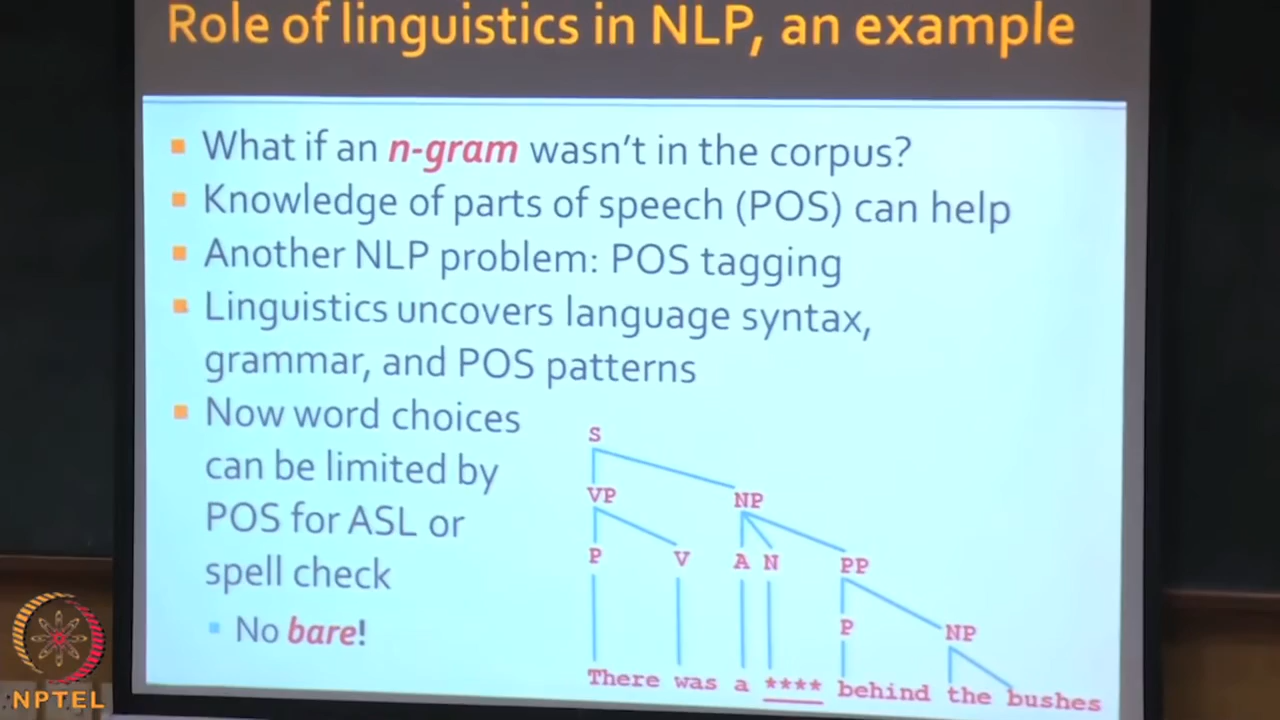 Role of linguistics in NLP, an example
What if an n-gram wasn't in the corpus?
Knowledge of parts of speech (POS) can help
Another NLP problem: POS tagging
Linguistics uncovers language syntax,
grammar, and POS patterns
Now word choices
can be limited by
POS for ASL or
spell check
No bare!
S
VP NP
P V A N PP
P NP
There was a **** behind the bushes
NPTEL